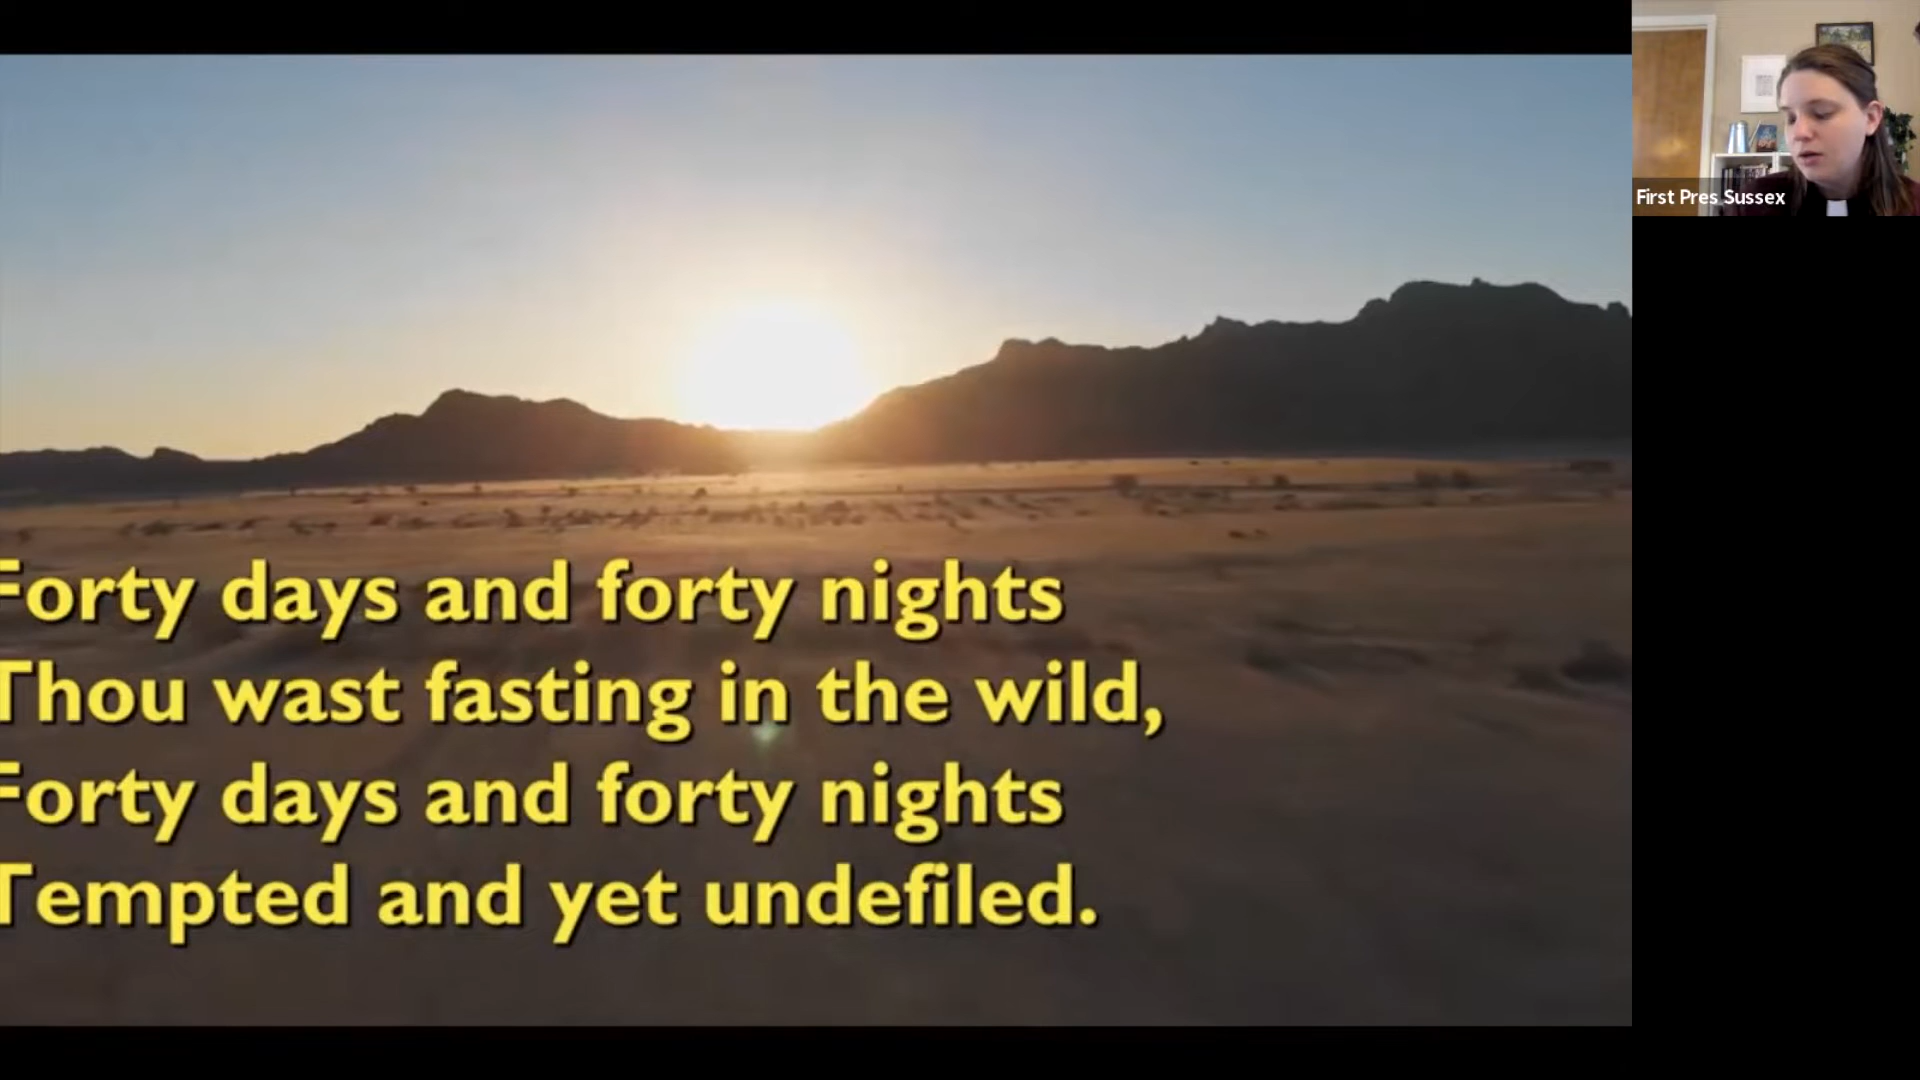 Forty days and forty nights
Thou wast fasting in the wild,
Forty days and forty nights
Tempted and yet undefiled.
First Pres Sussex